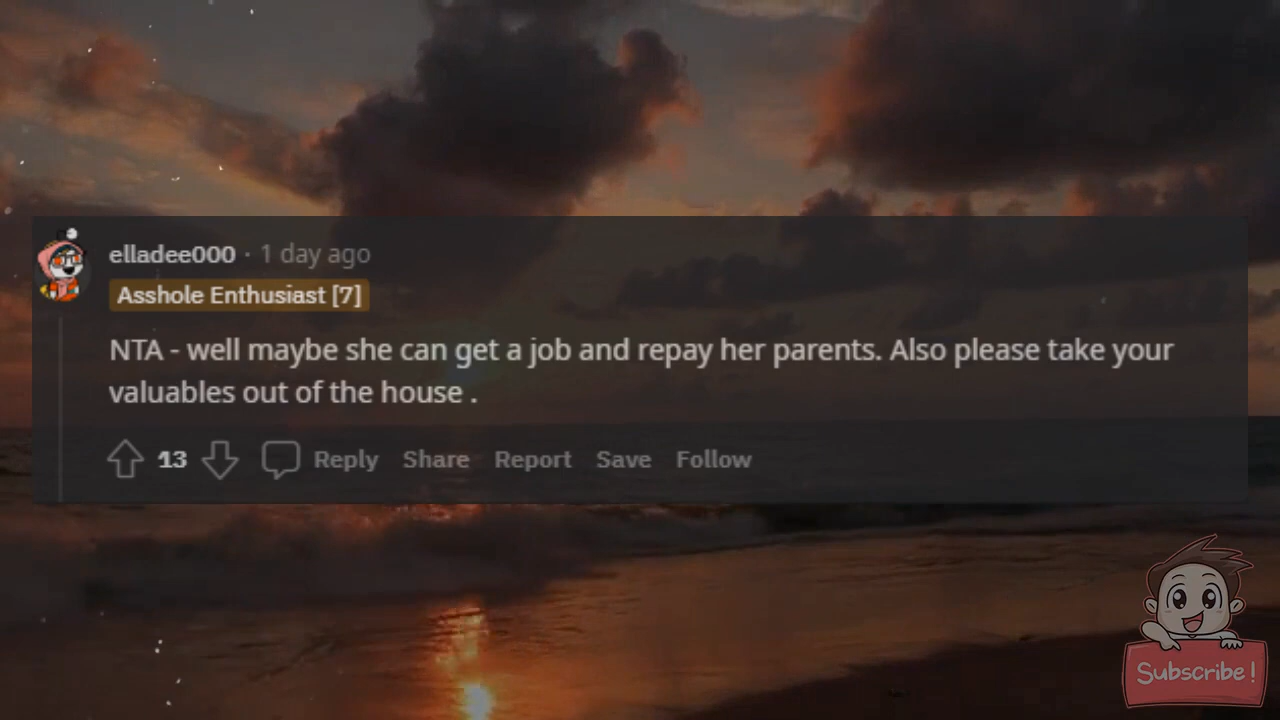 elladee000 · 1 day ago
Asshole Enthusiast [7]
NTA - well maybe she can get a job and repay her parents. Also please take your
valuables out of the house .
13 Reply Share Report Save Follow
Subscribe!